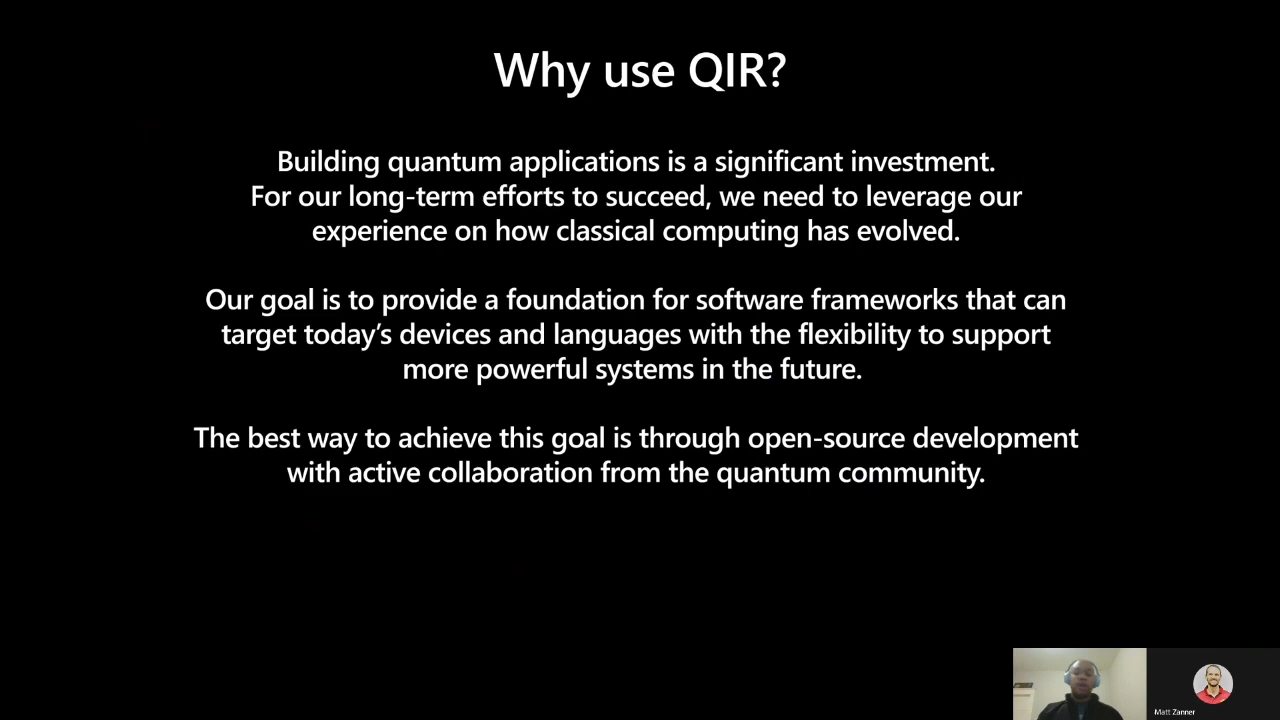 Why use QIR?
Building quantum applications is a significant investment.
For our long-term efforts to succeed, we need to leverage our
experience on how classical computing has evolved.
Our goal is to provide a foundation for software frameworks that can
target today’s devices and languages with the flexibility to support
more powerful systems in the future.
The best way to achieve this goal is through open-source development
with active collaboration from the quantum community.
Matt Zanner